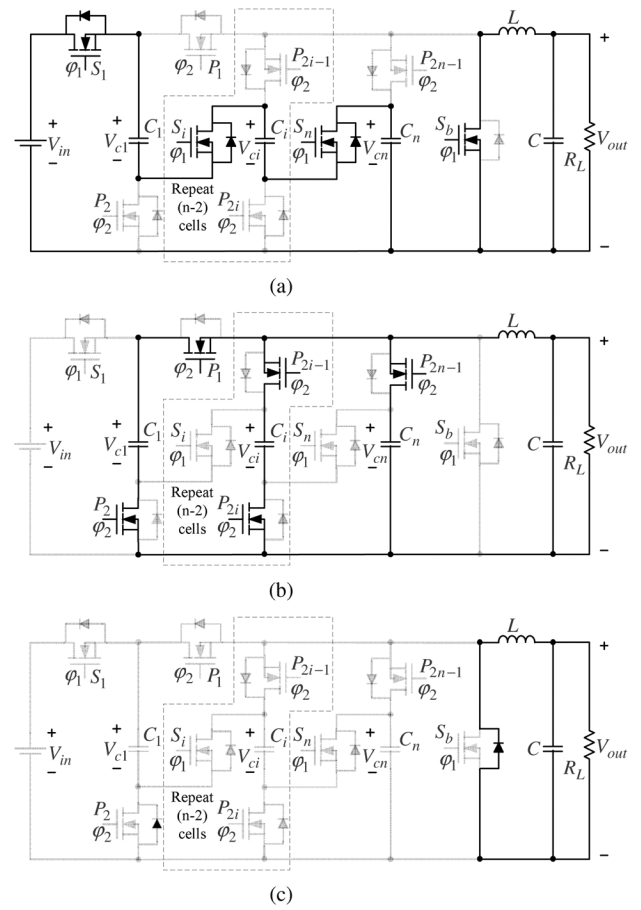 L
φ1 S1
φ2 P1
P2i−1
φ2
P2n−1
φ2
+
Vin
−
+
Vc1
−
C1
Si
φ1
+
Vci
−
Ci
Sn
φ1
+
Vcn
−
Cn
Sb
φ1
C
RL
+
Vout
−
P2
φ2
Repeat
(n-2)
cells
P2i
φ2
(a)
L
φ1 S1
φ2 P1
P2i−1
φ2
P2n−1
φ2
+
Vin
−
+
Vc1
−
C1
Si
φ1
+
Vci
−
Ci
Sn
φ1
+
Vcn
−
Cn
Sb
φ1
C
RL
+
Vout
−
P2
φ2
Repeat
(n-2)
cells
P2i
φ2
(b)
L
φ1 S1
φ2 P1
P2i−1
φ2
P2n−1
φ2
+
Vin
−
+
Vc1
−
C1
Si
φ1
+
Vci
−
Ci
Sn
φ1
+
Vcn
−
Cn
Sb
φ1
C
RL
+
Vout
−
P2
φ2
Repeat
(n-2)
cells
P2i
φ2
(c)